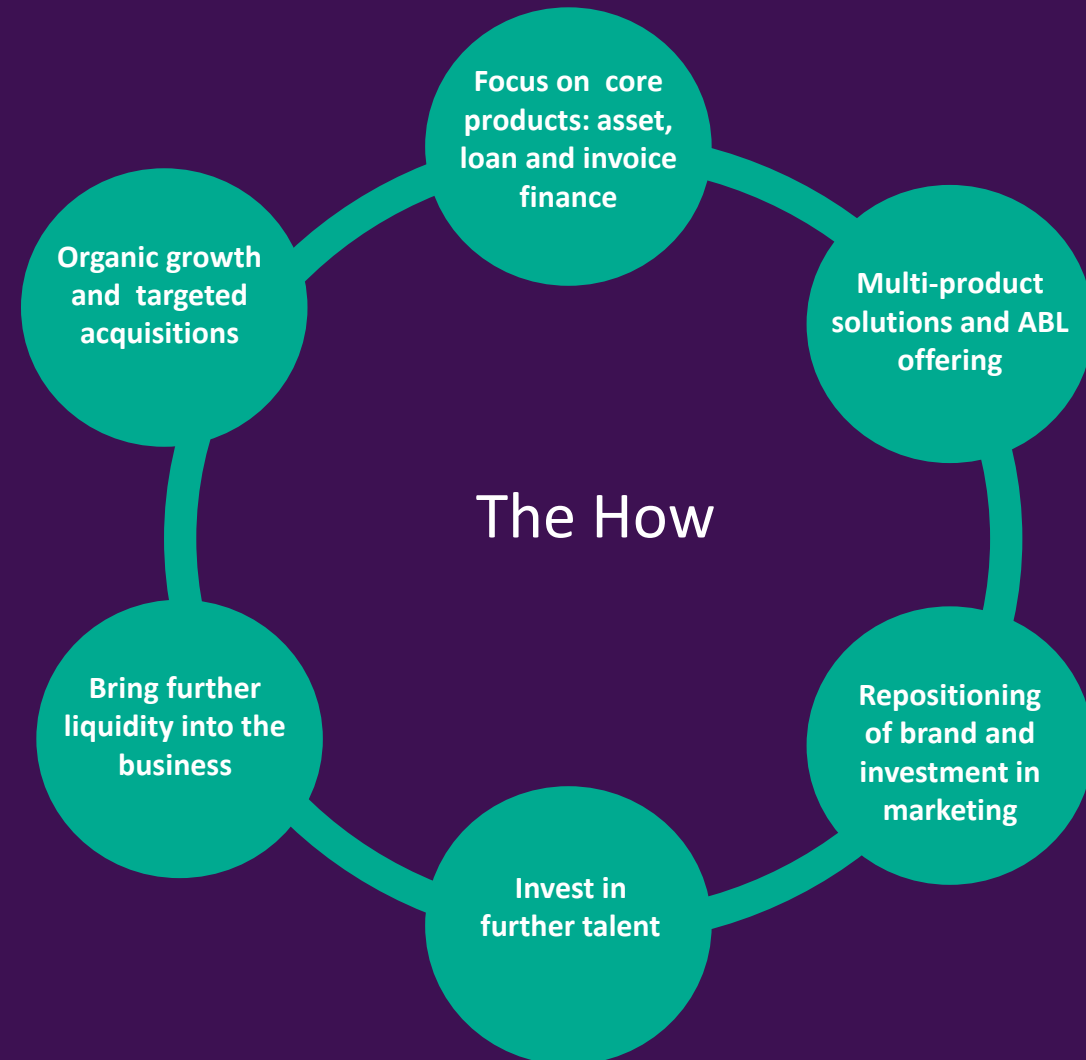 Focus on core
products: asset,
loan and invoice
finance
Multi-product
solutions and ABL
offering
Repositioning
of brand and
investment in
marketing
Invest in
further talent
Bring further
liquidity into the
business
Organic growth
and targeted
acquisitions
The How